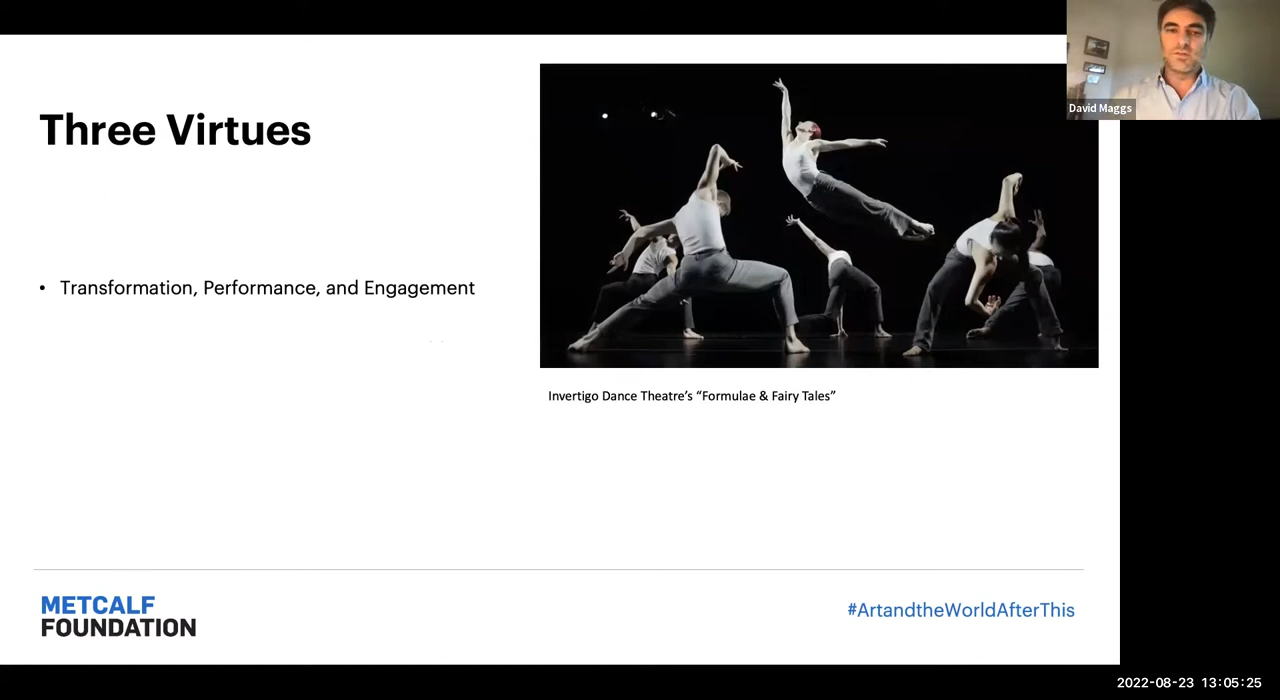 David Maggs
Three Virtues
• Transformation, Performance, and Engagement
Invertigo Dance Theatre’s “Formulae & Fairy Tales”
METCALF
FOUNDATION
#ArtandtheWorldAfterThis
2022-08-23 13:05:25